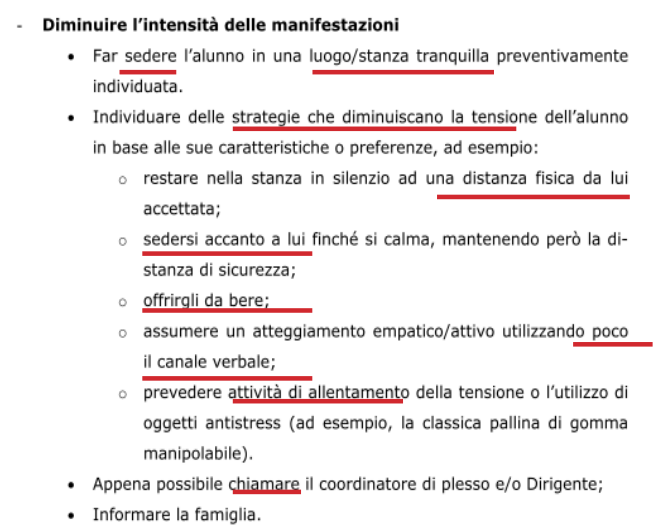 - Diminuire l'intensità delle manifestazioni
• Far sedere l'alunno in una luogo/stanza tranquilla preventivamente
individuata.
• Individuare delle strategie che diminuiscano la tensione dell'alunno
in base alle sue caratteristiche o preferenze, ad esempio:
o restare nella stanza in silenzio ad una distanza fisica da lui
accettata;
o sedersi accanto a lui finché si calma, mantenendo però la di-
stanza di sicurezza;
o offrirgli da bere;
o assumere un atteggiamento empatico/attivo utilizzando poco
il canale verbale;
o prevedere attività di allentamento della tensione o l'utilizzo di
oggetti antistress (ad esempio, la classica pallina di gomma
manipolabile).
• Appena possibile chiamare il coordinatore di plesso e/o Dirigente;
• Informare la famiglia.